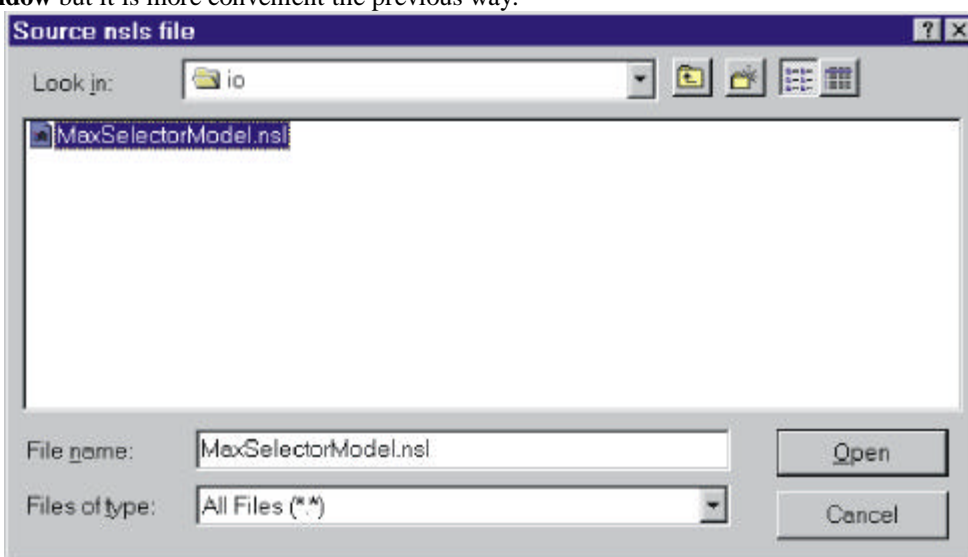 but it is more convenient the previous way.
Source nsls file
Look in:
io
MaxSelectorModel.nsl
File name:
MaxSelectorModel.nsl
Open
Files of type:
All Files (*.*)
Cancel